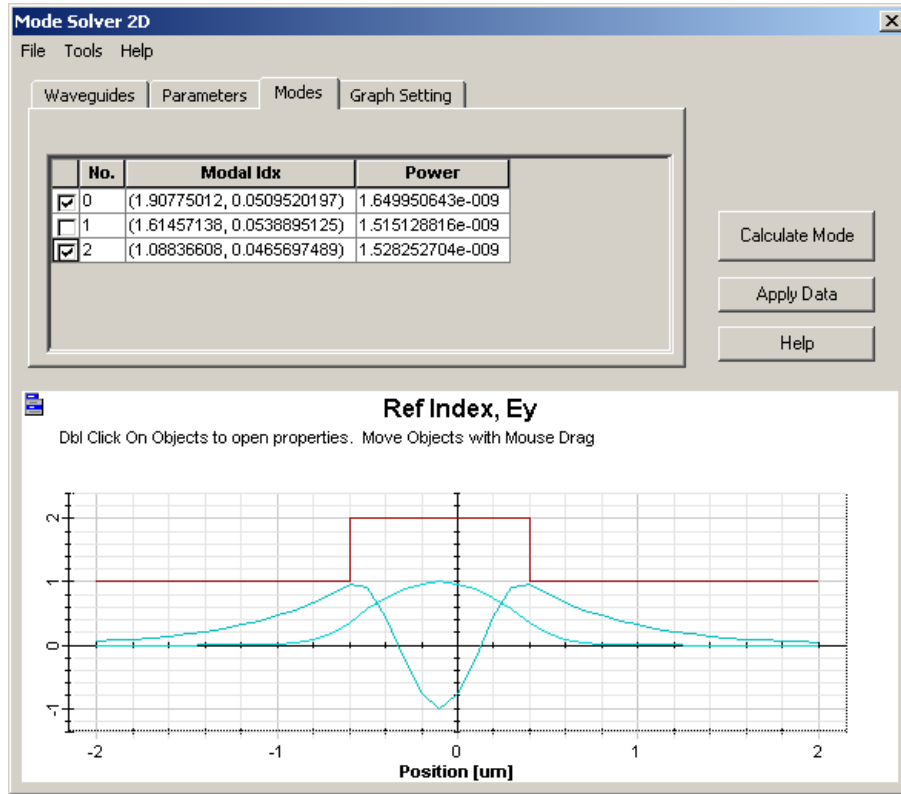 Mode Solver 2D
File Tools Help
Waveguides Parameters Modes Graph Setting
No. Modal Idx Power
0 (1.90775012, 0.0509520197) 1.649950643e-009
1 (1.61457138, 0.0538895125) 1.515128816e-009
2 (1.08836608, 0.0465697489) 1.528252704e-009
Calculate Mode
Apply Data
Help
Ref Index, Ey
Dbl Click On Objects to open properties. Move Objects with Mouse Drag
2
1
0
-1
-2 -1 0 1 2
Position [um]